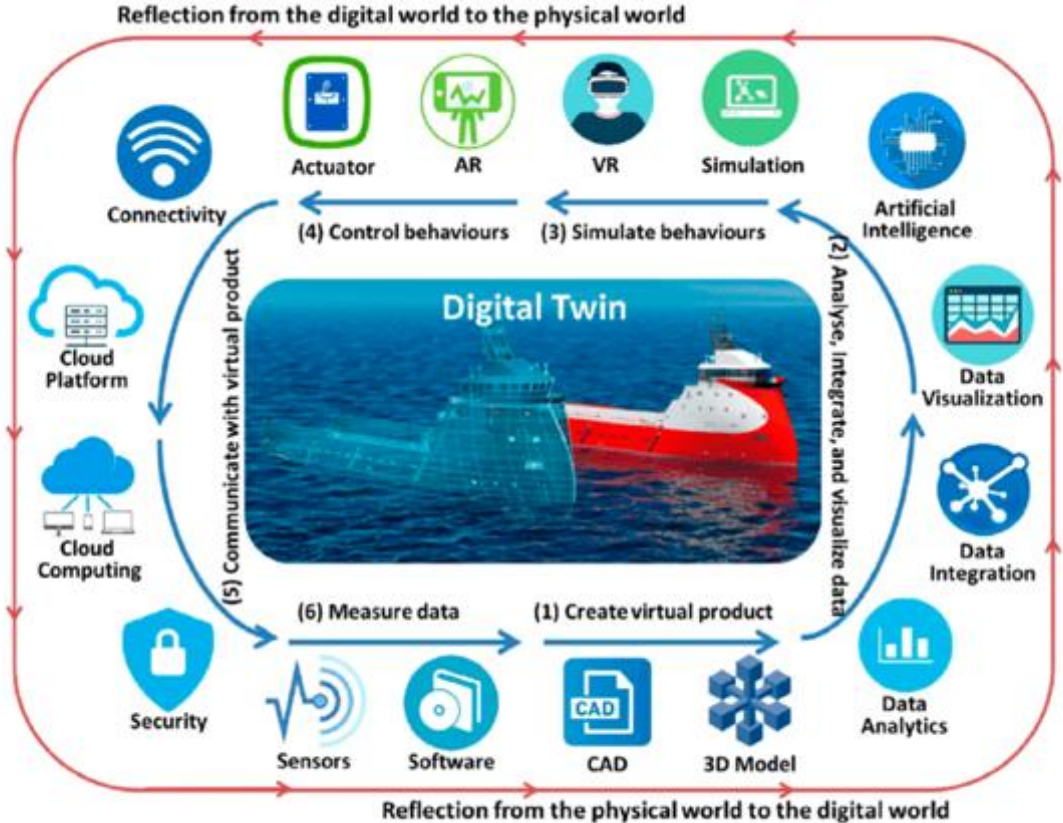 Reflection from the digital world to the physical world
Actuator
AR
VR
Simulation
Connectivity
Artificial
Intelligence
(4) Control behaviours
(3) Simulate behaviours
(2) Analyse, Integrate, and visualize data
Digital Twin
Cloud
Platform
Data
Visualization
(5) Communicate with virtual product
Cloud
Computing
Data
Integration
(6) Measure data
(1) Create virtual product
Security
Sensors
Software
CAD
CAD
3D Model
Data
Analytics
Reflection from the physical world to the digital world